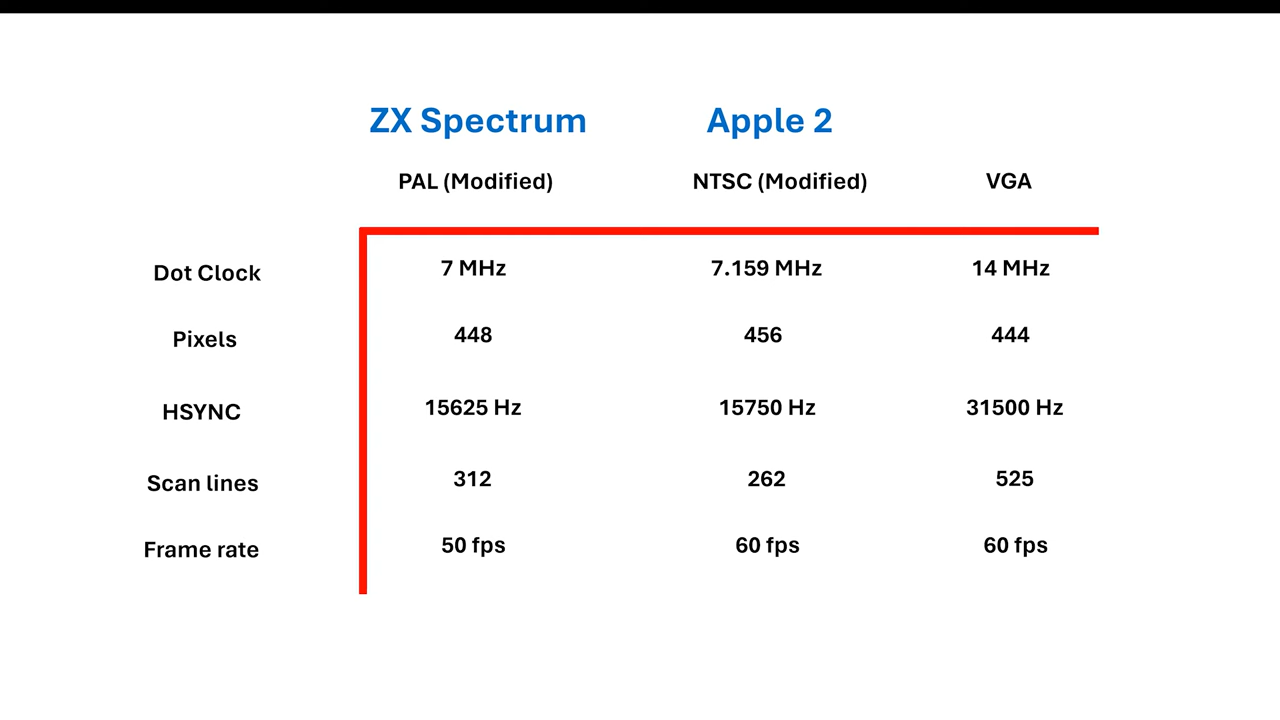 ZX Spectrum Apple 2
PAL (Modified) NTSC (Modified) VGA
Dot Clock 7 MHz 7.159 MHz 14 MHz
Pixels 448 456 444
HSYNC 15625 Hz 15750 Hz 31500 Hz
Scan lines 312 262 525
Frame rate 50 fps 60 fps 60 fps